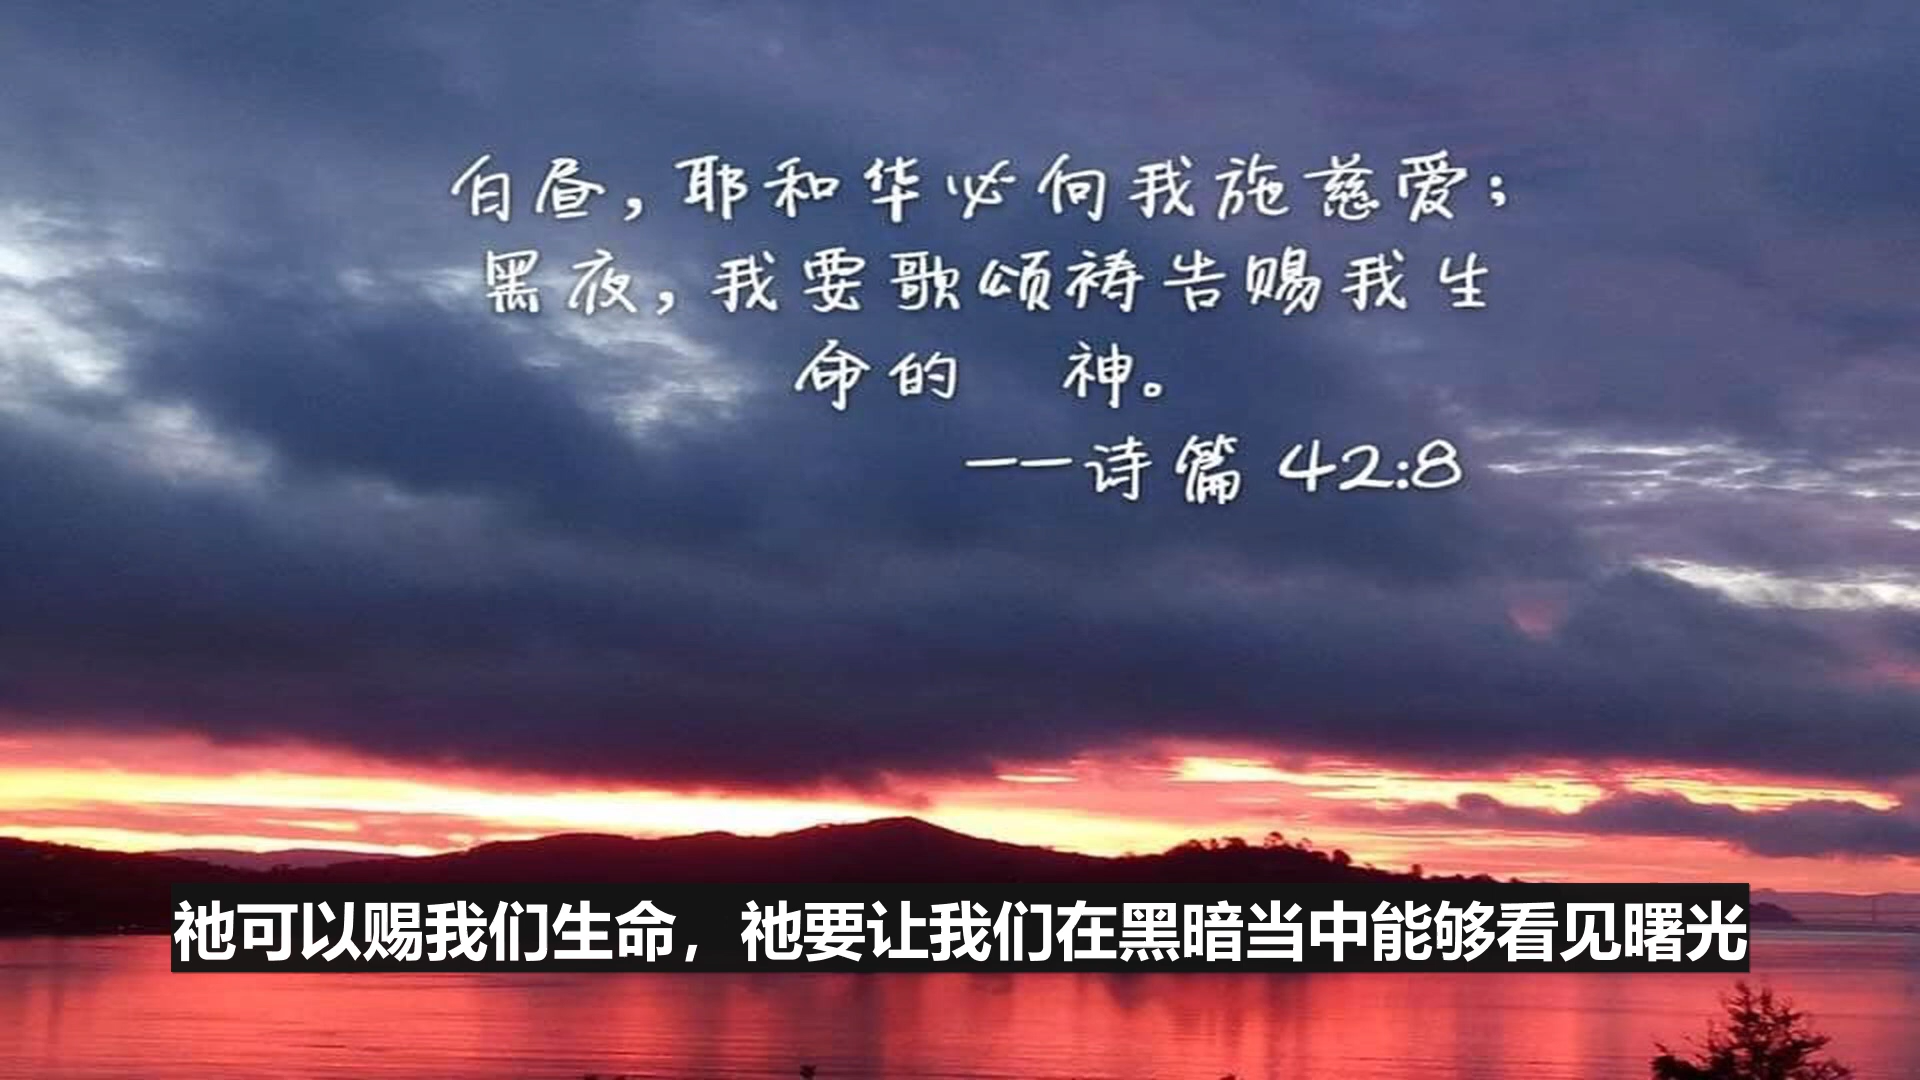 白昼，耶和华必向我施慈爱；
黑夜，我要歌颂祷告赐我生
命的　神。
——诗篇 42:8
祂可以赐我们生命，祂要让我们在黑暗当中能够看见曙光